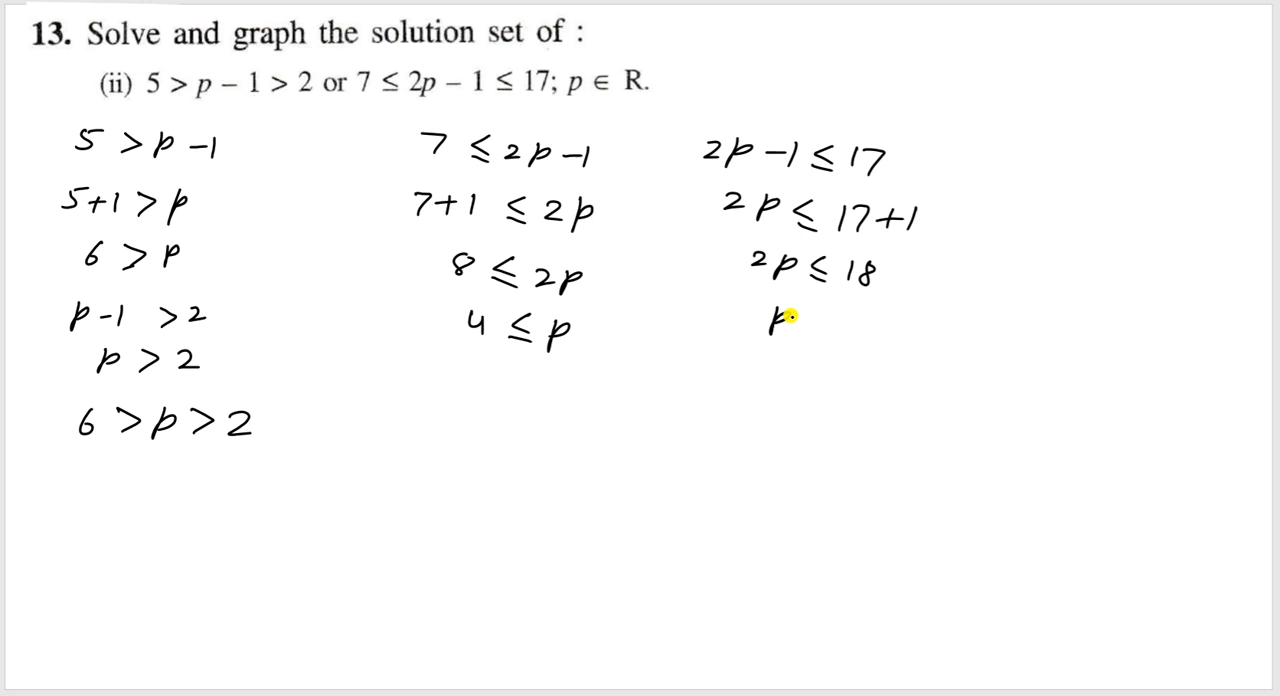 13. Solve and graph the solution set of :
(ii) 5 > p – 1 > 2 or 7 ≤ 2p – 1 ≤ 17; p ∈ R.
5 > p - 1
5+1 > p
6 > p
p - 1 > 2
p > 2
6 > p > 2
7 ≤ 2p - 1
7+1 ≤ 2p
8 ≤ 2p
4 ≤ p
2p - 1 ≤ 17
2p ≤ 17+1
2p ≤ 18
p